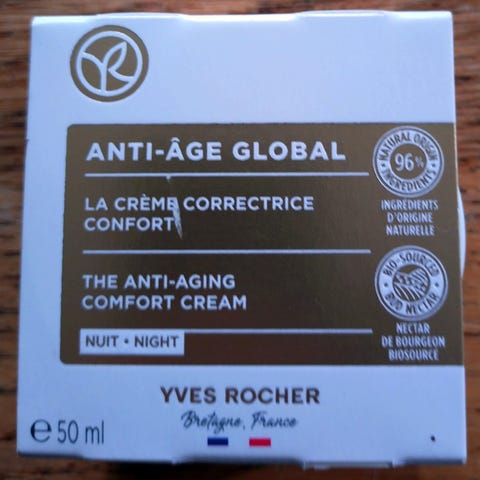 ANTI-ÂGE GLOBAL
LA CRÈME CORRECTRICE
CONFORT
THE ANTI-AGING
COMFORT CREAM
NUIT • NIGHT
NATURAL ORIGIN
96%
INGREDIENTS
INGRÉDIENTS
D'ORIGINE
NATURELLE
BIO-SOURCED
BUD NECTAR
NECTAR
DE BOURGEON
BIOSOURCÉ
YVES ROCHER
Bretagne, France
℮ 50 ml